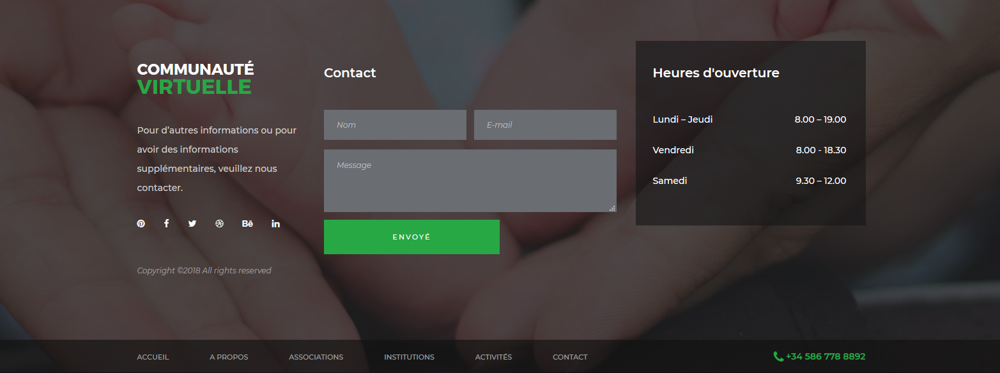 COMMUNAUTÉ
VIRTUELLE
Pour d’autres informations ou pour
avoir des informations
supplémentaires, veuillez nous
contacter.
Bē
in
Copyright ©2018 All rights reserved
Contact
Nom
E-mail
Message
ENVOYÉ
Heures d'ouverture
Lundi – Jeudi 8.00 – 19.00
Vendredi 8.00 - 18.30
Samedi 9.30 – 12.00
ACCUEIL A PROPOS ASSOCIATIONS INSTITUTIONS ACTIVITÉS CONTACT +34 586 778 8892